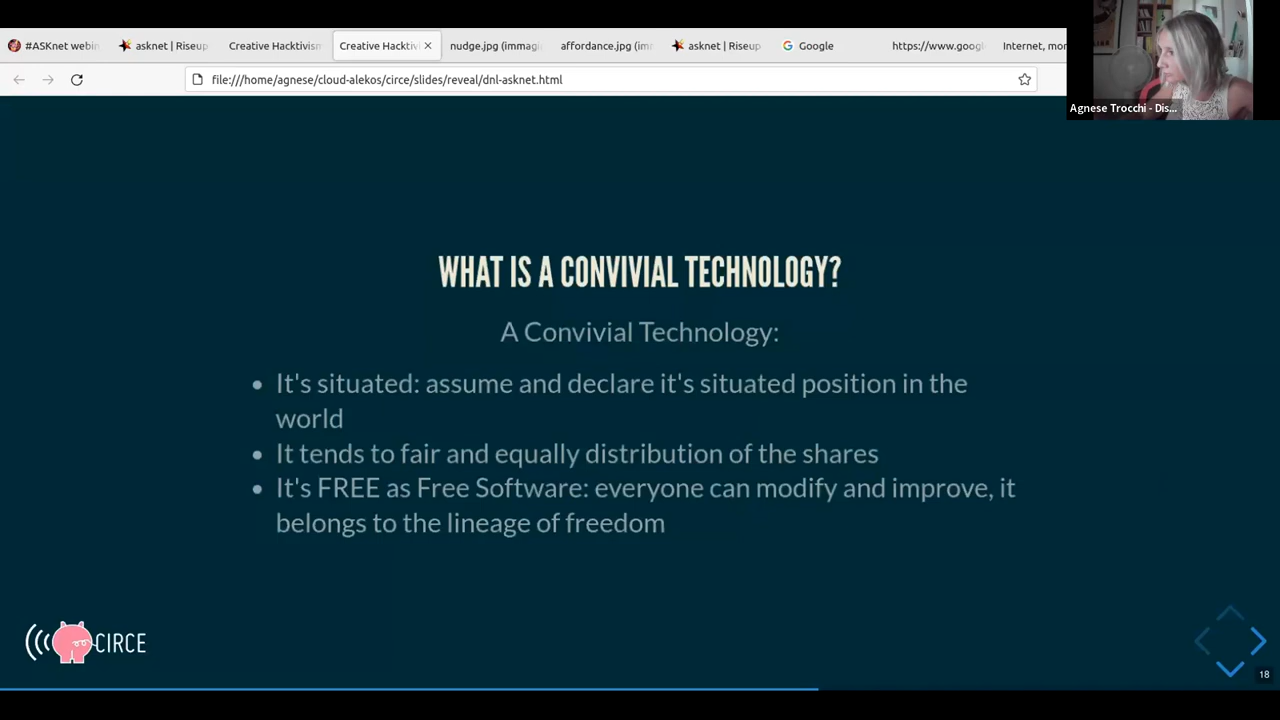 #ASKnet webin
asknet | Riseup
Creative Hacktivism
Creative Hacktivi
nudge.jpg (immagi
affordance.jpg (im
asknet | Riseup
Google
https://www.googl
Internet, mor
file:///home/agnese/cloud-alekos/circe/slides/reveal/dnl-asknet.html
Agnese Trocchi - Dis...
WHAT IS A CONVIVIAL TECHNOLOGY?
A Convivial Technology:
• It's situated: assume and declare it's situated position in the
world
• It tends to fair and equally distribution of the shares
• It's FREE as Free Software: everyone can modify and improve, it
belongs to the lineage of freedom
CIRCE
18